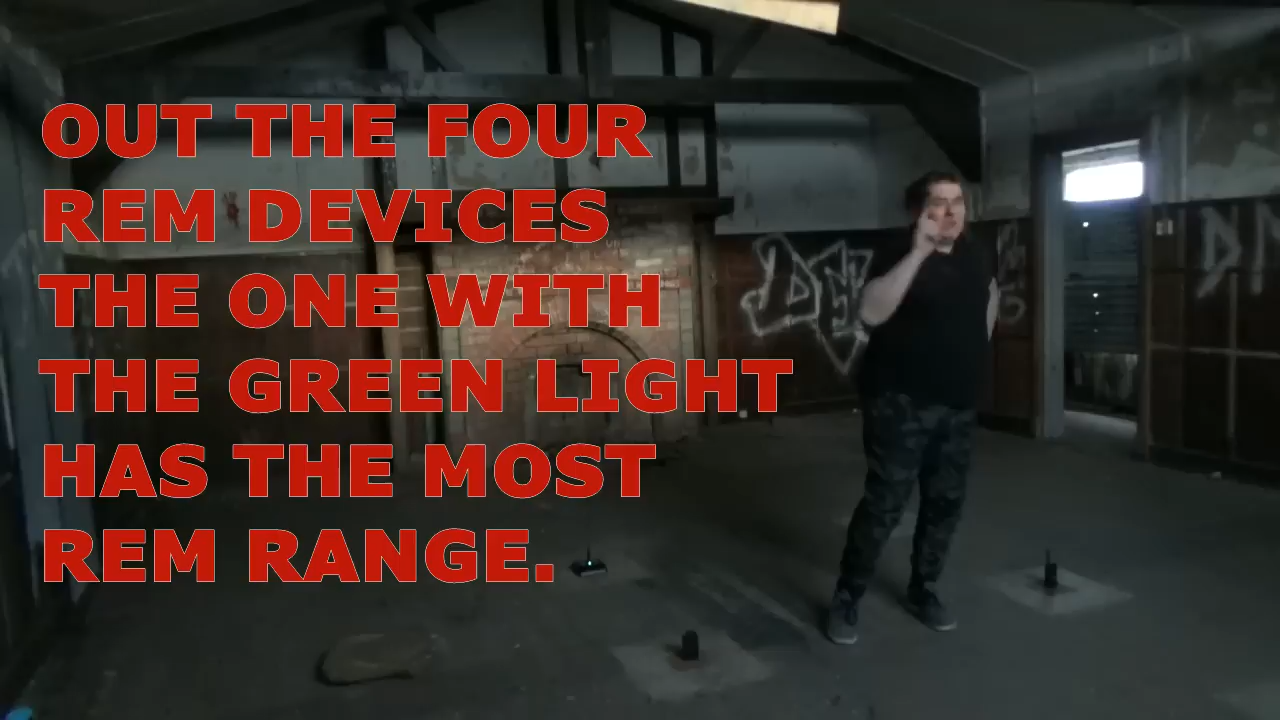 OUT THE FOUR
REM DEVICES
THE ONE WITH
THE GREEN LIGHT
HAS THE MOST
REM RANGE.